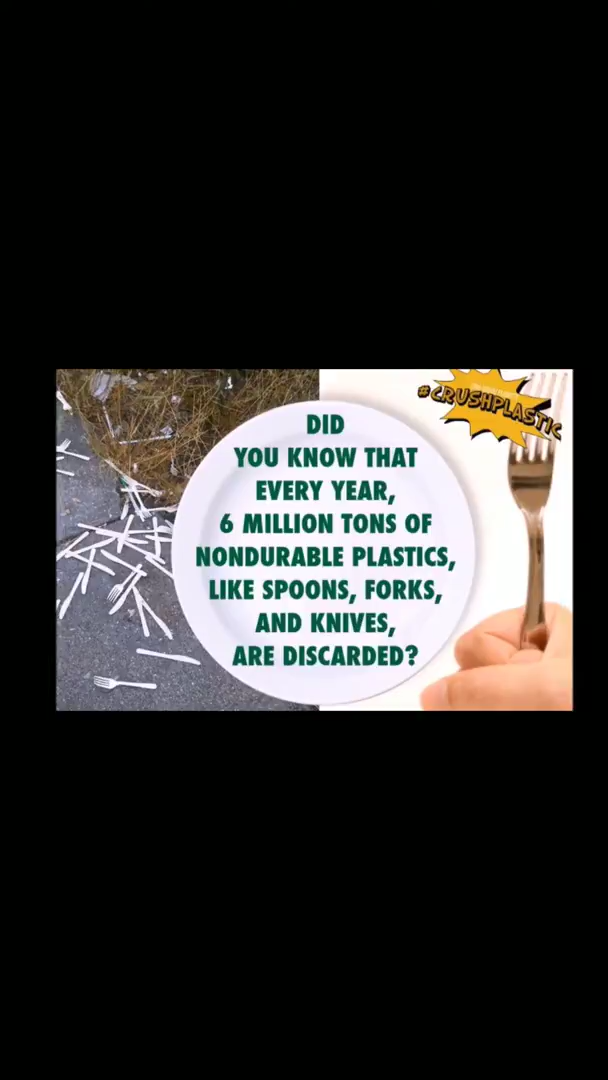 #CRUSHPLASTIC
DID
YOU KNOW THAT
EVERY YEAR,
6 MILLION TONS OF
NONDURABLE PLASTICS,
LIKE SPOONS, FORKS,
AND KNIVES,
ARE DISCARDED?